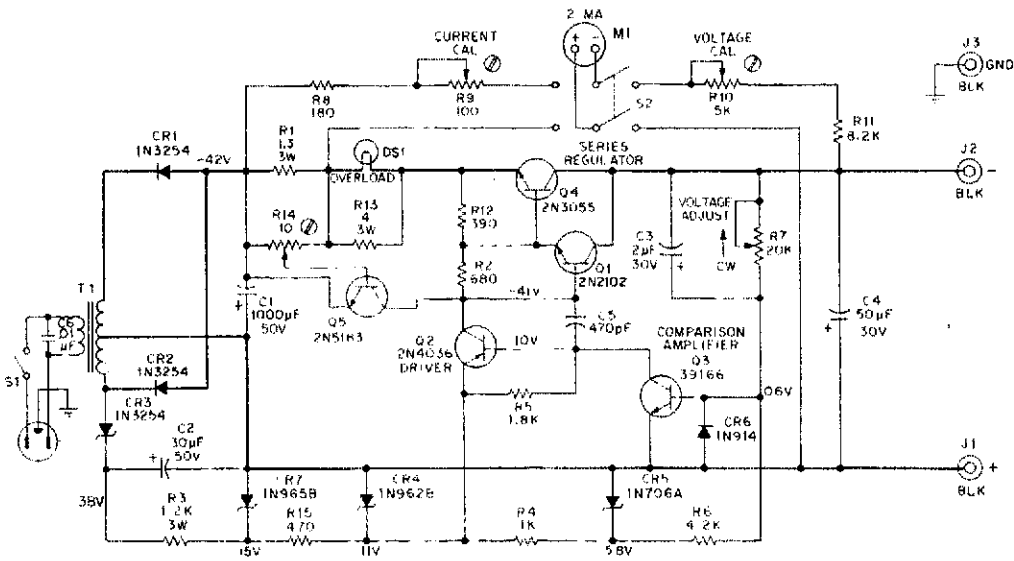 2 MA
M1
CURRENT
CAL
VOLTAGE
CAL
J3
GND
BLK
R8
180
R9
100
S2
R10
5K
R11
8.2K
CR1
1N3254
-42V
R1
1.3
3W
DS1
OVERLOAD
SERIES
REGULATOR
J2
-
BLK
R14
10
R13
4
3W
R12
390
Q4
2N3055
VOLTAGE
ADJUST
R7
20K
C3
2µF
30V
CW
R2
680
Q1
2N2102
T1
C1
1000µF
50V
Q5
2N5183
-41V
C5
470pF
C4
50µF
30V
C6
.01
µF
S1
CR2
1N3254
Q2
2N4036
DRIVER
10V
COMPARISON
AMPLIFIER
Q3
39166
0.6V
CR3
1N3254
R5
1.8K
CR6
1N914
C2
30µF
50V
J1
+
BLK
38V
R3
1.2K
3W
CR7
1N965B
R15
470
CR4
1N962B
R4
1K
CR5
1N706A
R6
4.2K
15V
11V
5.8V